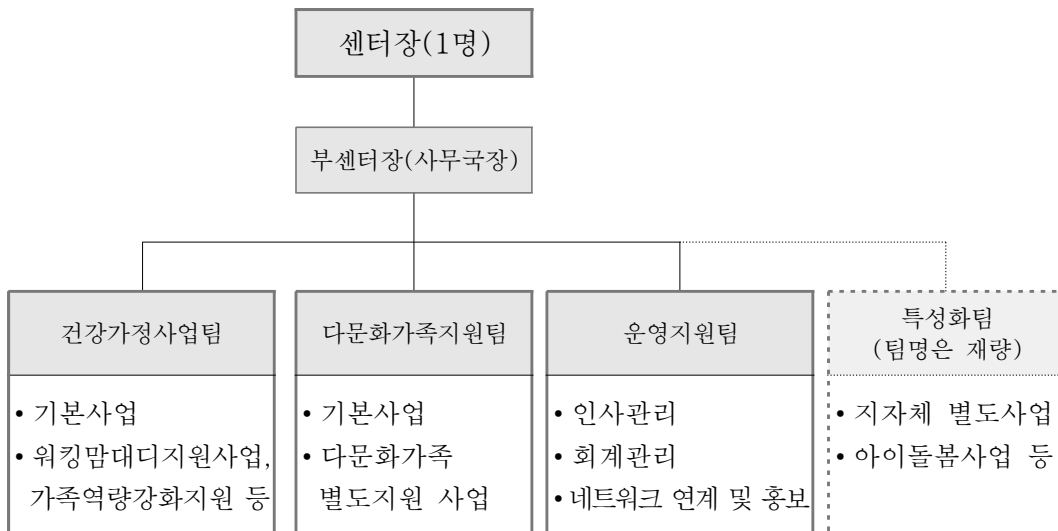 센터장(1명)
부센터장(사무국장)
건강가정사업팀
• 기본사업
• 워킹맘대디지원사업,
가족역량강화지원 등
다문화가족지원팀
• 기본사업
• 다문화가족
별도지원 사업
운영지원팀
• 인사관리
• 회계관리
• 네트워크 연계 및 홍보
특성화팀
(팀명은 재량)
• 지자체 별도사업
• 아이돌봄사업 등